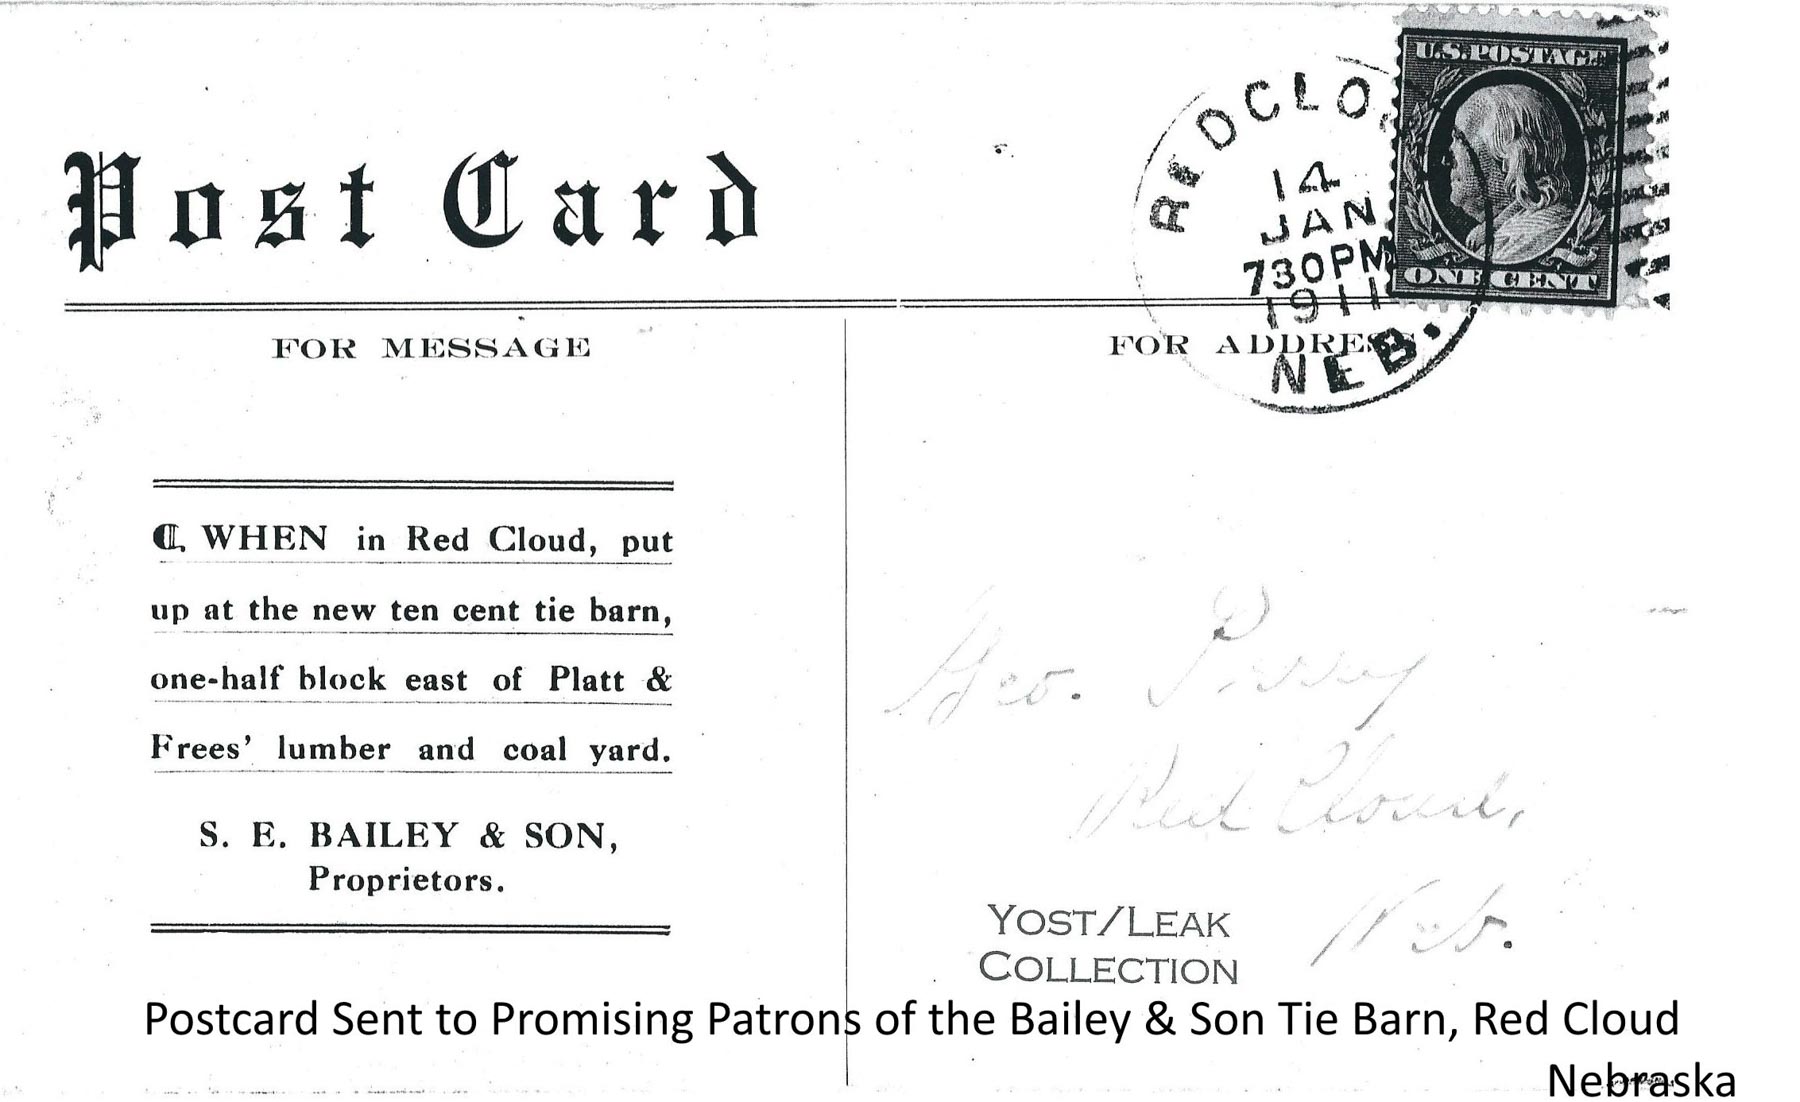 Post Card
REDCLO
14
JAN
730PM
1911
NEB.
U.S. POSTAGE
ONE CENT
FOR MESSAGE
FOR ADDRESS
WHEN in Red Cloud, put
up at the new ten cent tie barn,
one-half block east of Platt &
Frees' lumber and coal yard.
S. E. BAILEY & SON,
Proprietors.
Geo.
Red Cloud,
Neb.
YOST/LEAK
COLLECTION
Postcard Sent to Promising Patrons of the Bailey & Son Tie Barn, Red Cloud
Nebraska